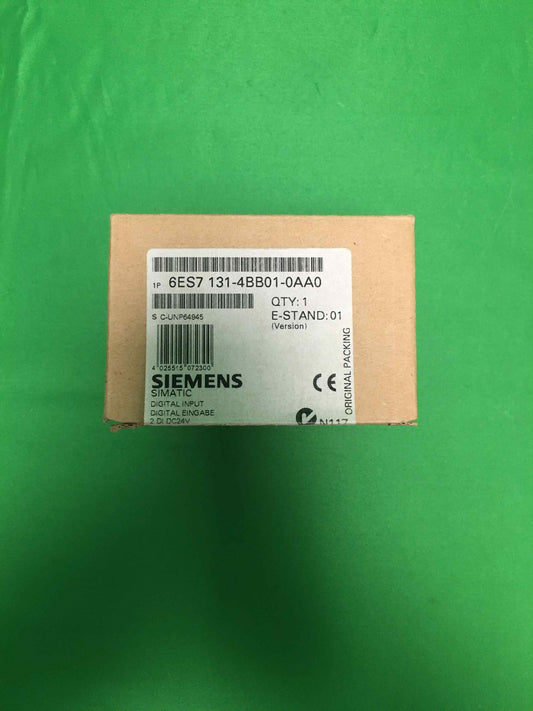 1P 6ES7 131-4BB01-0AA0
QTY: 1
S C-UNP64945
E-STAND: 01
(Version)
4 025515 072300
SIEMENS
SIMATIC
DIGITAL INPUT
DIGITAL EINGABE
2 DI DC24V
CE
N117
ORIGINAL PACKING